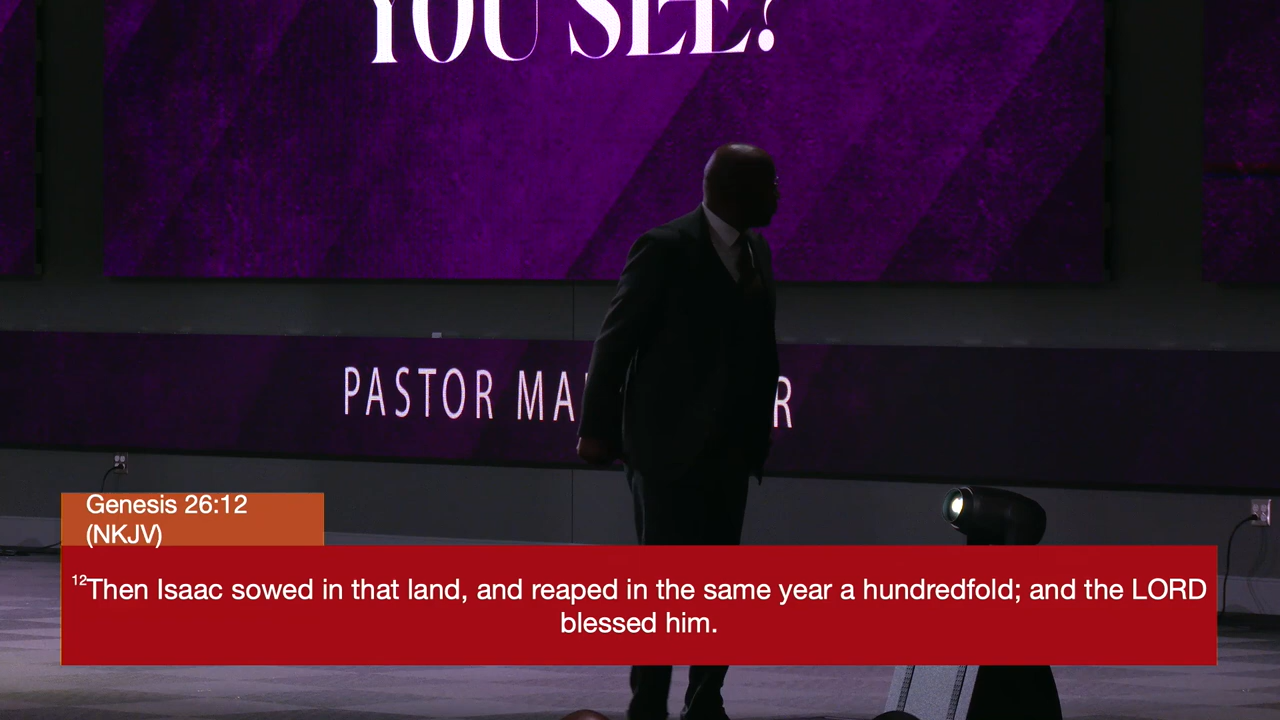 YOU SEE?
PASTOR MA R
Genesis 26:12
(NKJV)
12Then Isaac sowed in that land, and reaped in the same year a hundredfold; and the LORD
blessed him.